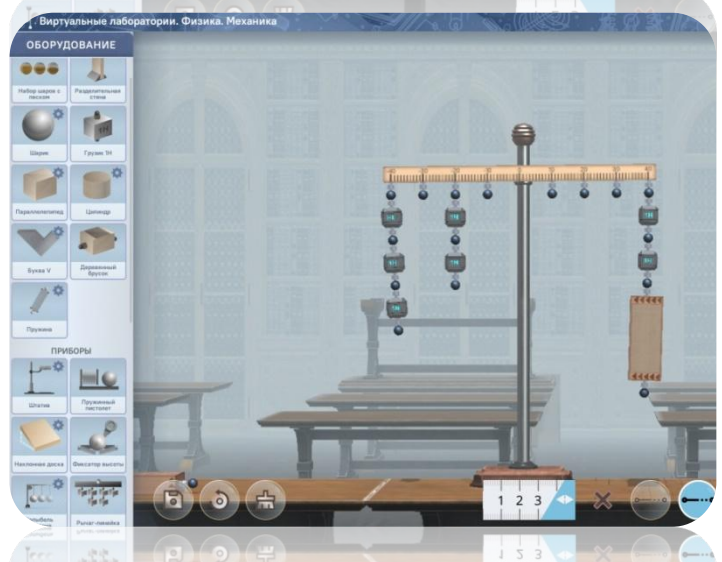 Виртуальные лаборатории. Физика. Механика
ОБОРУДОВАНИЕ
Набор шаров с песком
Разделительная стена
Шарик
Грузик 1Н
Параллелепипед
Цилиндр
Буква V
Деревянный брусок
Пружина
ПРИБОРЫ
Штатив
Пружинный пистолет
Наклонная доска
Фиксатор высоты
Рычаг-линейка
1 2 3